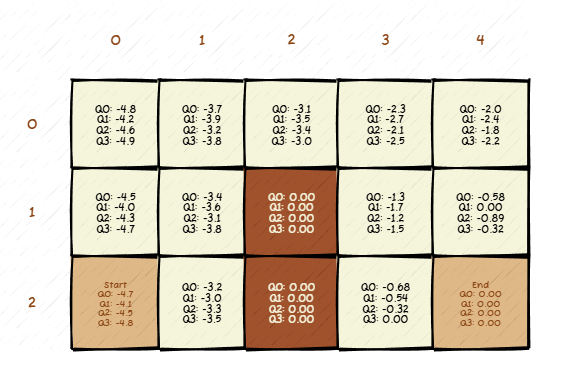 0 1 2 3 4
0
Q0: -4.8
Q1: -4.2
Q2: -4.6
Q3: -4.9
Q0: -3.7
Q1: -3.9
Q2: -3.2
Q3: -3.8
Q0: -3.1
Q1: -3.5
Q2: -3.4
Q3: -3.0
Q0: -2.3
Q1: -2.7
Q2: -2.1
Q3: -2.5
Q0: -2.0
Q1: -2.4
Q2: -1.8
Q3: -2.2
1
Q0: -4.5
Q1: -4.0
Q2: -4.3
Q3: -4.7
Q0: -3.4
Q1: -3.6
Q2: -3.1
Q3: -3.8
Q0: 0.00
Q1: 0.00
Q2: 0.00
Q3: 0.00
Q0: -1.3
Q1: -1.7
Q2: -1.2
Q3: -1.5
Q0: -0.58
Q1: 0.00
Q2: -0.89
Q3: -0.32
2
Start
Q0: -4.7
Q1: -4.1
Q2: -4.5
Q3: -4.8
Q0: -3.2
Q1: -3.0
Q2: -3.3
Q3: -3.5
Q0: 0.00
Q1: 0.00
Q2: 0.00
Q3: 0.00
Q0: -0.68
Q1: -0.54
Q2: -0.32
Q3: 0.00
End
Q0: 0.00
Q1: 0.00
Q2: 0.00
Q3: 0.00